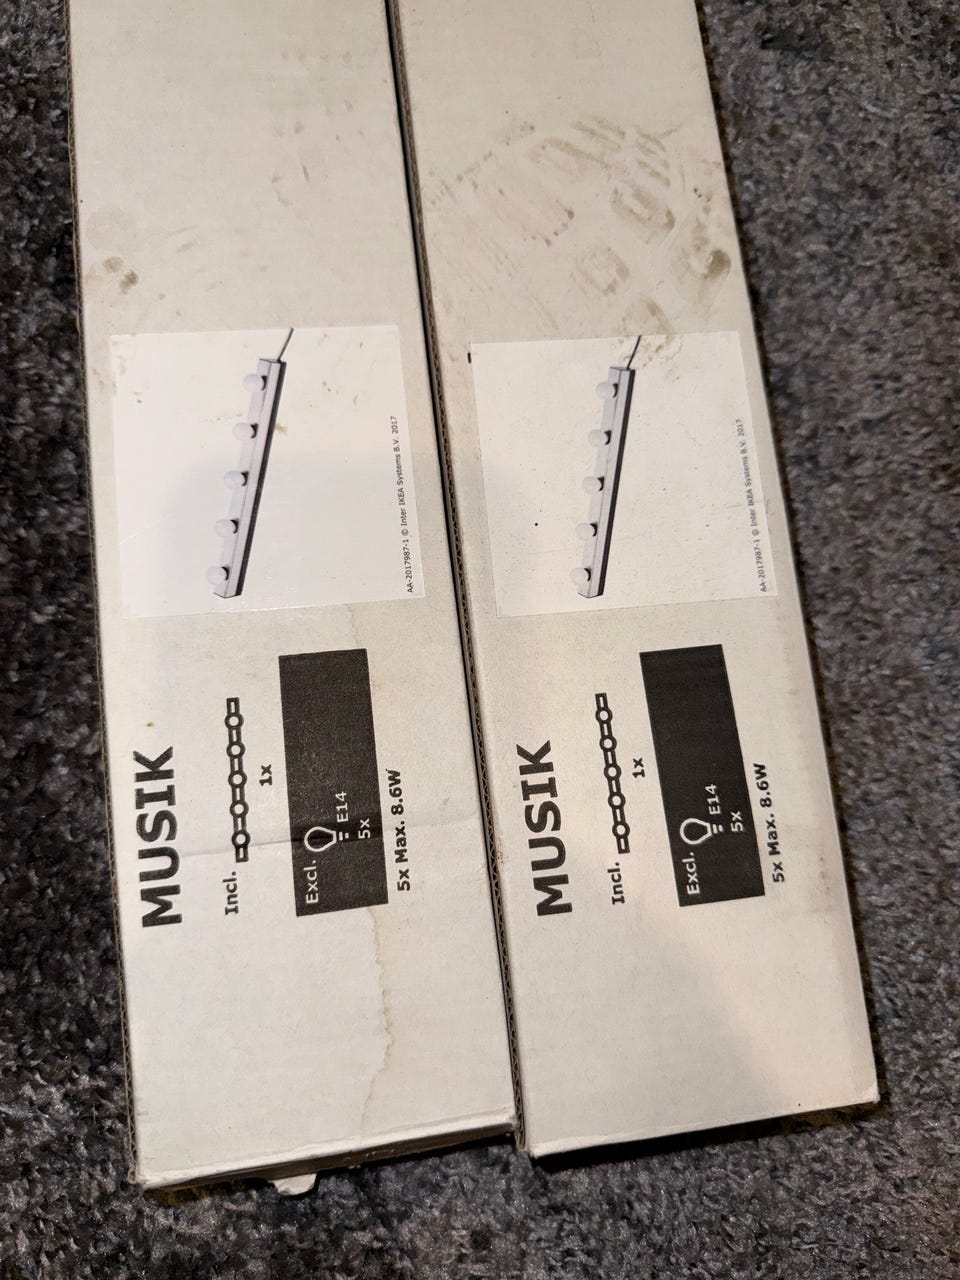 AA-2017987-1 © Inter IKEA Systems B.V. 2017
MUSIK
Incl.
1x
Excl.
E14
5x
5x Max. 8.6W
AA-2017987-1 © Inter IKEA Systems B.V. 2017
MUSIK
Incl.
1x
Excl.
E14
5x
5x Max. 8.6W